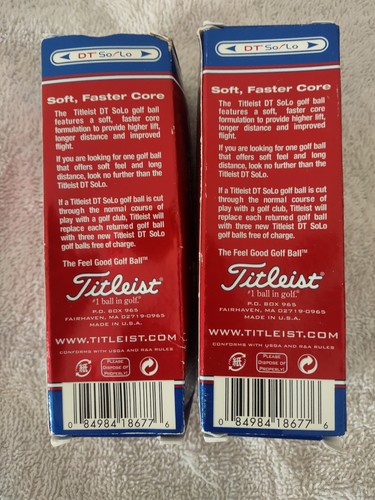 DT® So/Lo
Soft, Faster Core
The Titleist DT SoLo golf ball
features a soft, faster core
formulation to provide higher lift,
longer distance and improved
flight.
If you are looking for one golf ball
that offers soft feel and long
distance, look no further than the
Titleist DT SoLo.
If a Titleist DT SoLo golf ball is cut
through the normal course of
play with a golf club, Titleist will
replace each returned golf ball
with three new Titleist DT SoLo
golf balls free of charge.
The Feel Good Golf Ball™
Titleist®
#1 ball in golf.®
P.O. BOX 965
FAIRHAVEN, MA 02719-0965
MADE IN U.S.A.
WWW.TITLEIST.COM
CONFORMS WITH USGA AND R&A RULES
紙
PLEASE
DISPOSE OF
PROPERLY!
0 84984 18677 6
DT® So/Lo
Soft, Faster Core
The Titleist DT SoLo golf ball
features a soft, faster core
formulation to provide higher lift,
longer distance and improved
flight.
If you are looking for one golf ball
that offers soft feel and long
distance, look no further than the
Titleist DT SoLo.
If a Titleist DT SoLo golf ball is cut
through the normal course of
play with a golf club, Titleist will
replace each returned golf ball
with three new Titleist DT SoLo
golf balls free of charge.
The Feel Good Golf Ball™
Titleist®
#1 ball in golf.®
P.O. BOX 965
FAIRHAVEN, MA 02719-0965
MADE IN U.S.A.
WWW.TITLEIST.COM
CONFORMS WITH USGA AND R&A RULES
紙
PLEASE
DISPOSE OF
PROPERLY!
0 84984 18677 6